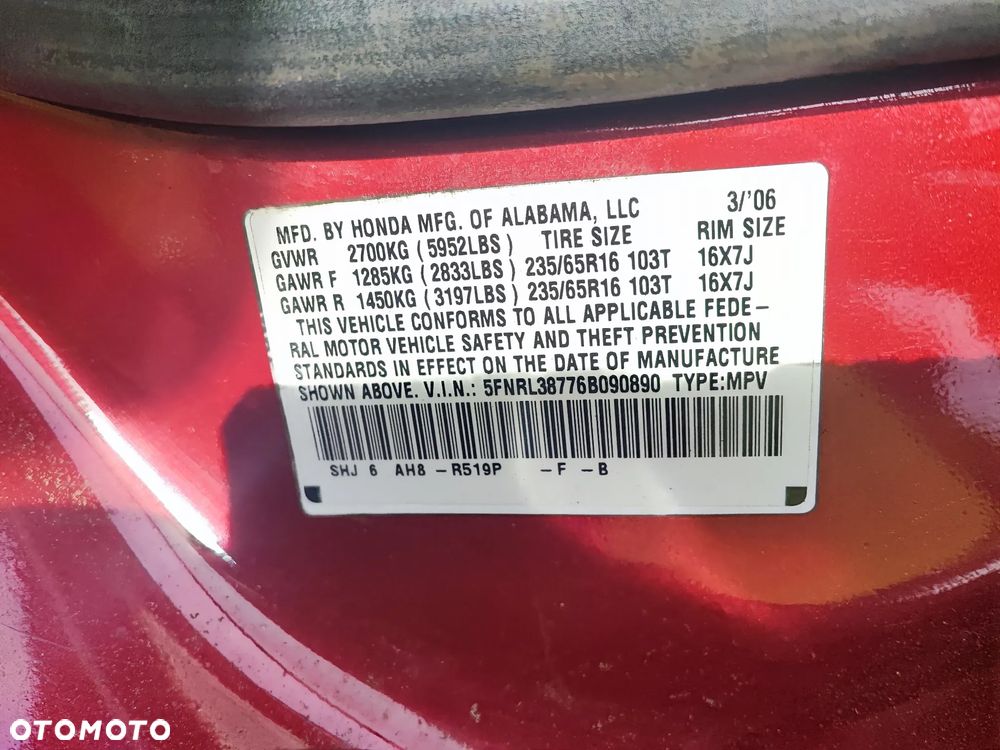 MFD. BY HONDA MFG. OF ALABAMA, LLC 3/'06
GVWR 2700KG ( 5952LBS ) TIRE SIZE RIM SIZE
GAWR F 1285KG ( 2833LBS ) 235/65R16 103T 16X7J
GAWR R 1450KG ( 3197LBS ) 235/65R16 103T 16X7J
THIS VEHICLE CONFORMS TO ALL APPLICABLE FEDE-
RAL MOTOR VEHICLE SAFETY AND THEFT PREVENTION
STANDARDS IN EFFECT ON THE DATE OF MANUFACTURE
SHOWN ABOVE. V.I.N.: 5FNRL38776B090890 TYPE:MPV
SHJ 6 AH8 - R519P - F - B
OTOMOTO